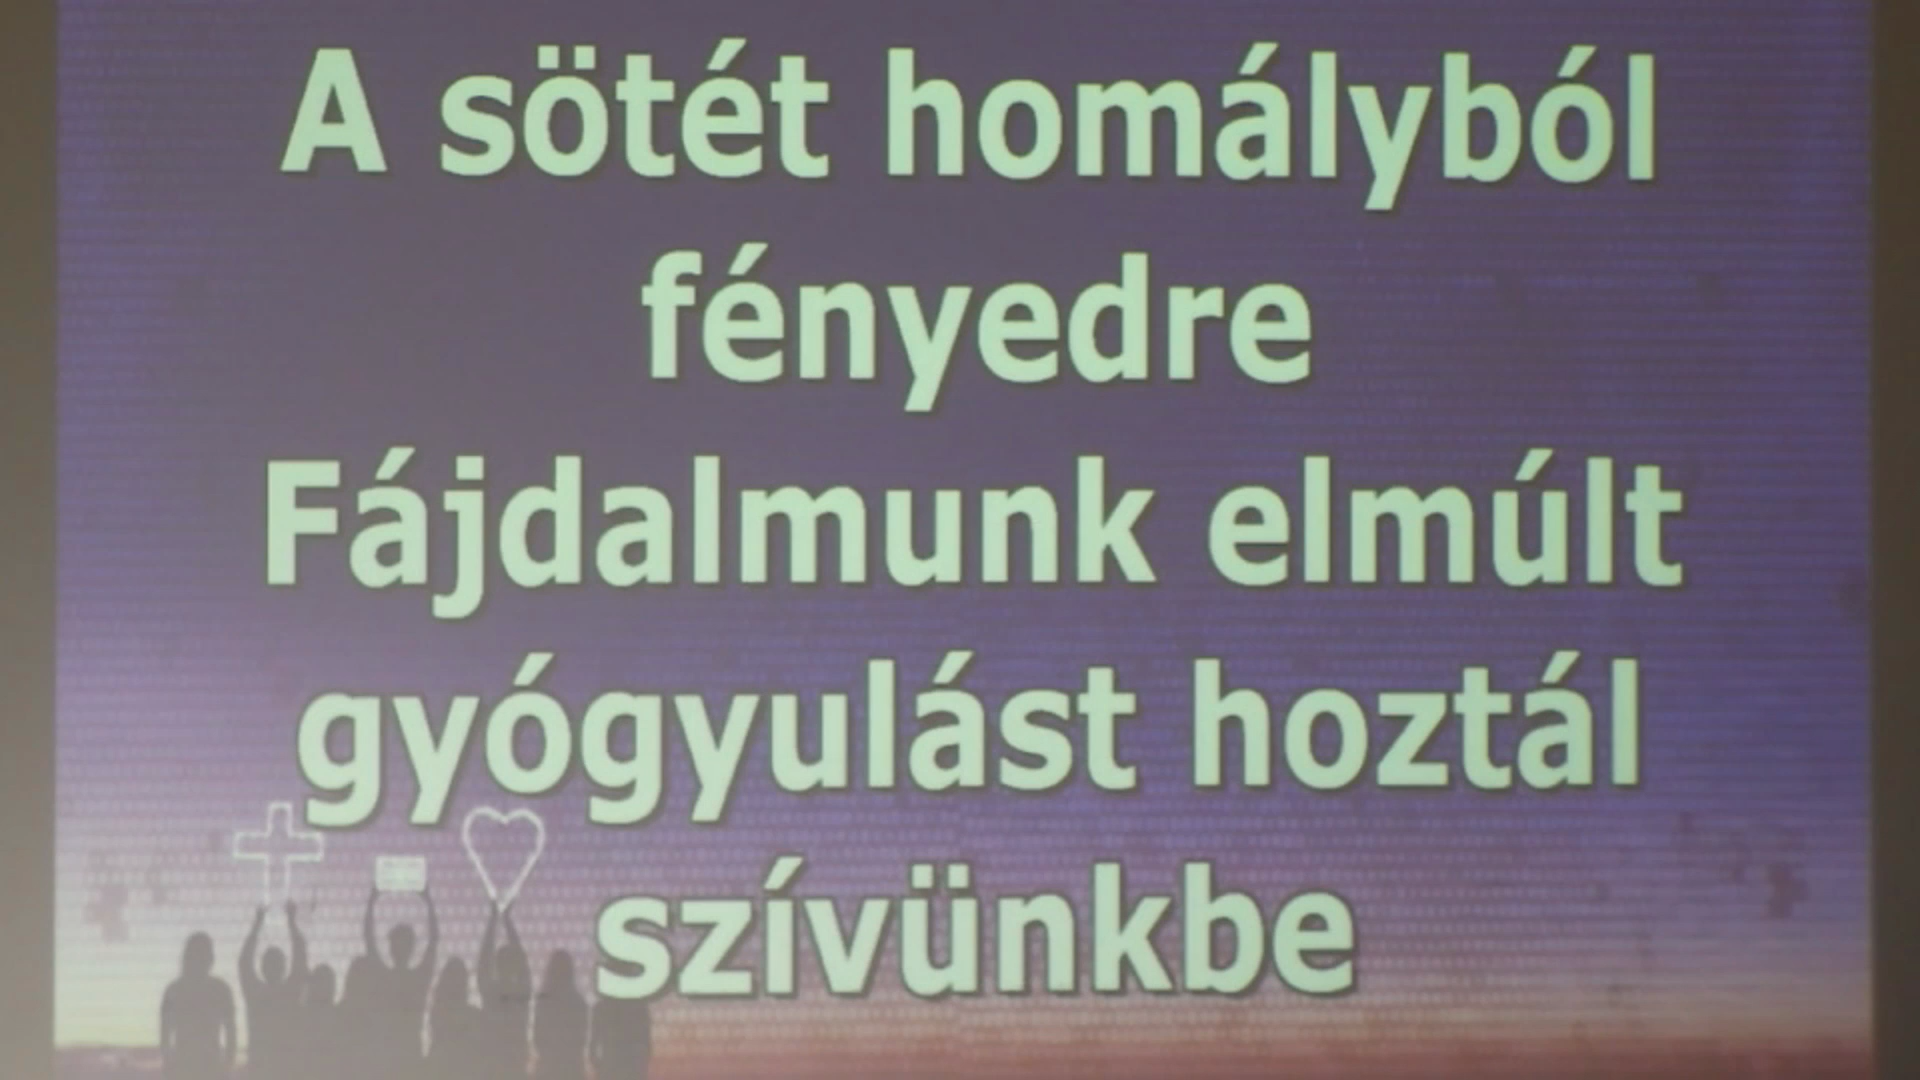 A sötét homályból
fényedre
Fájdalmunk elmúlt
gyógyulást hoztál
szívünkbe